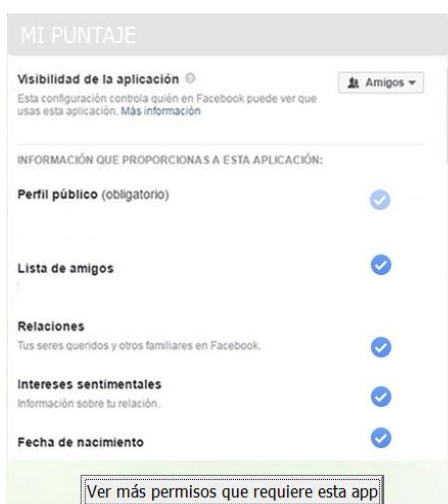 MI PUNTAJE
Visibilidad de la aplicación
Amigos
Esta configuración controla quién en Facebook puede ver que
usas esta aplicación. Más información
INFORMACIÓN QUE PROPORCIONAS A ESTA APLICACIÓN:
Perfil público (obligatorio)
Lista de amigos
Relaciones
Tus seres queridos y otros familiares en Facebook.
Intereses sentimentales
Información sobre tu relación.
Fecha de nacimiento
Ver más permisos que requiere esta app